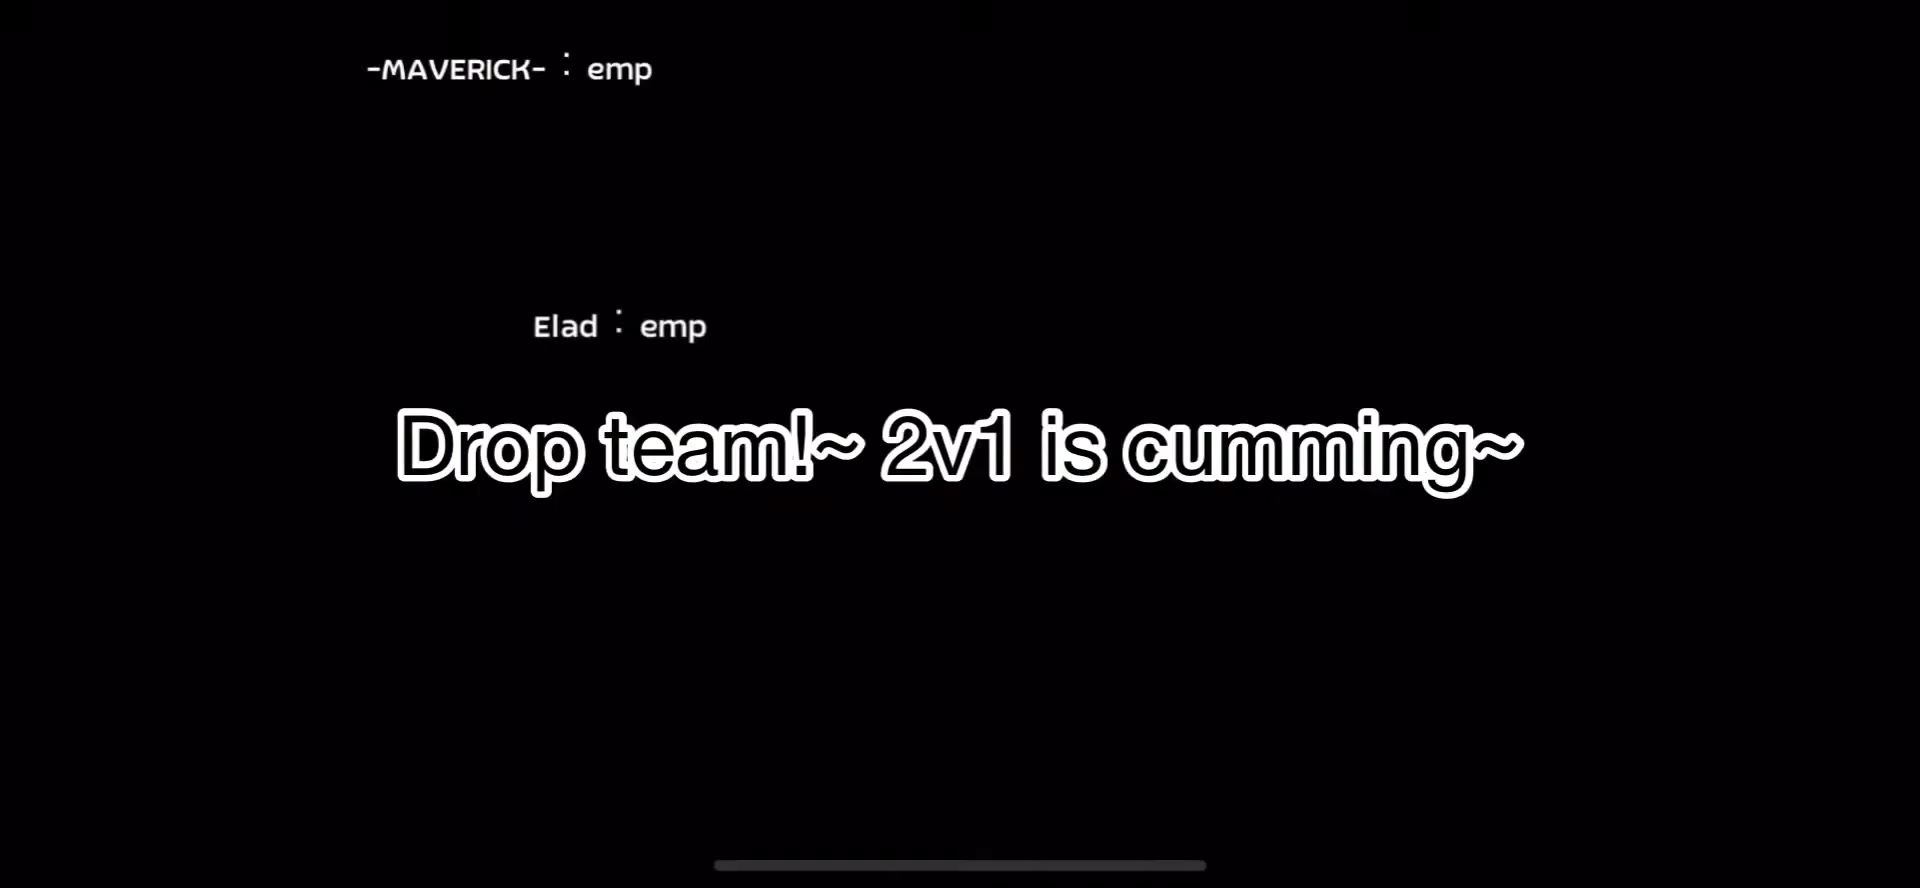 -MAVERICK- : emp
Elad : emp
Drop team!~ 2v1 is cumming~